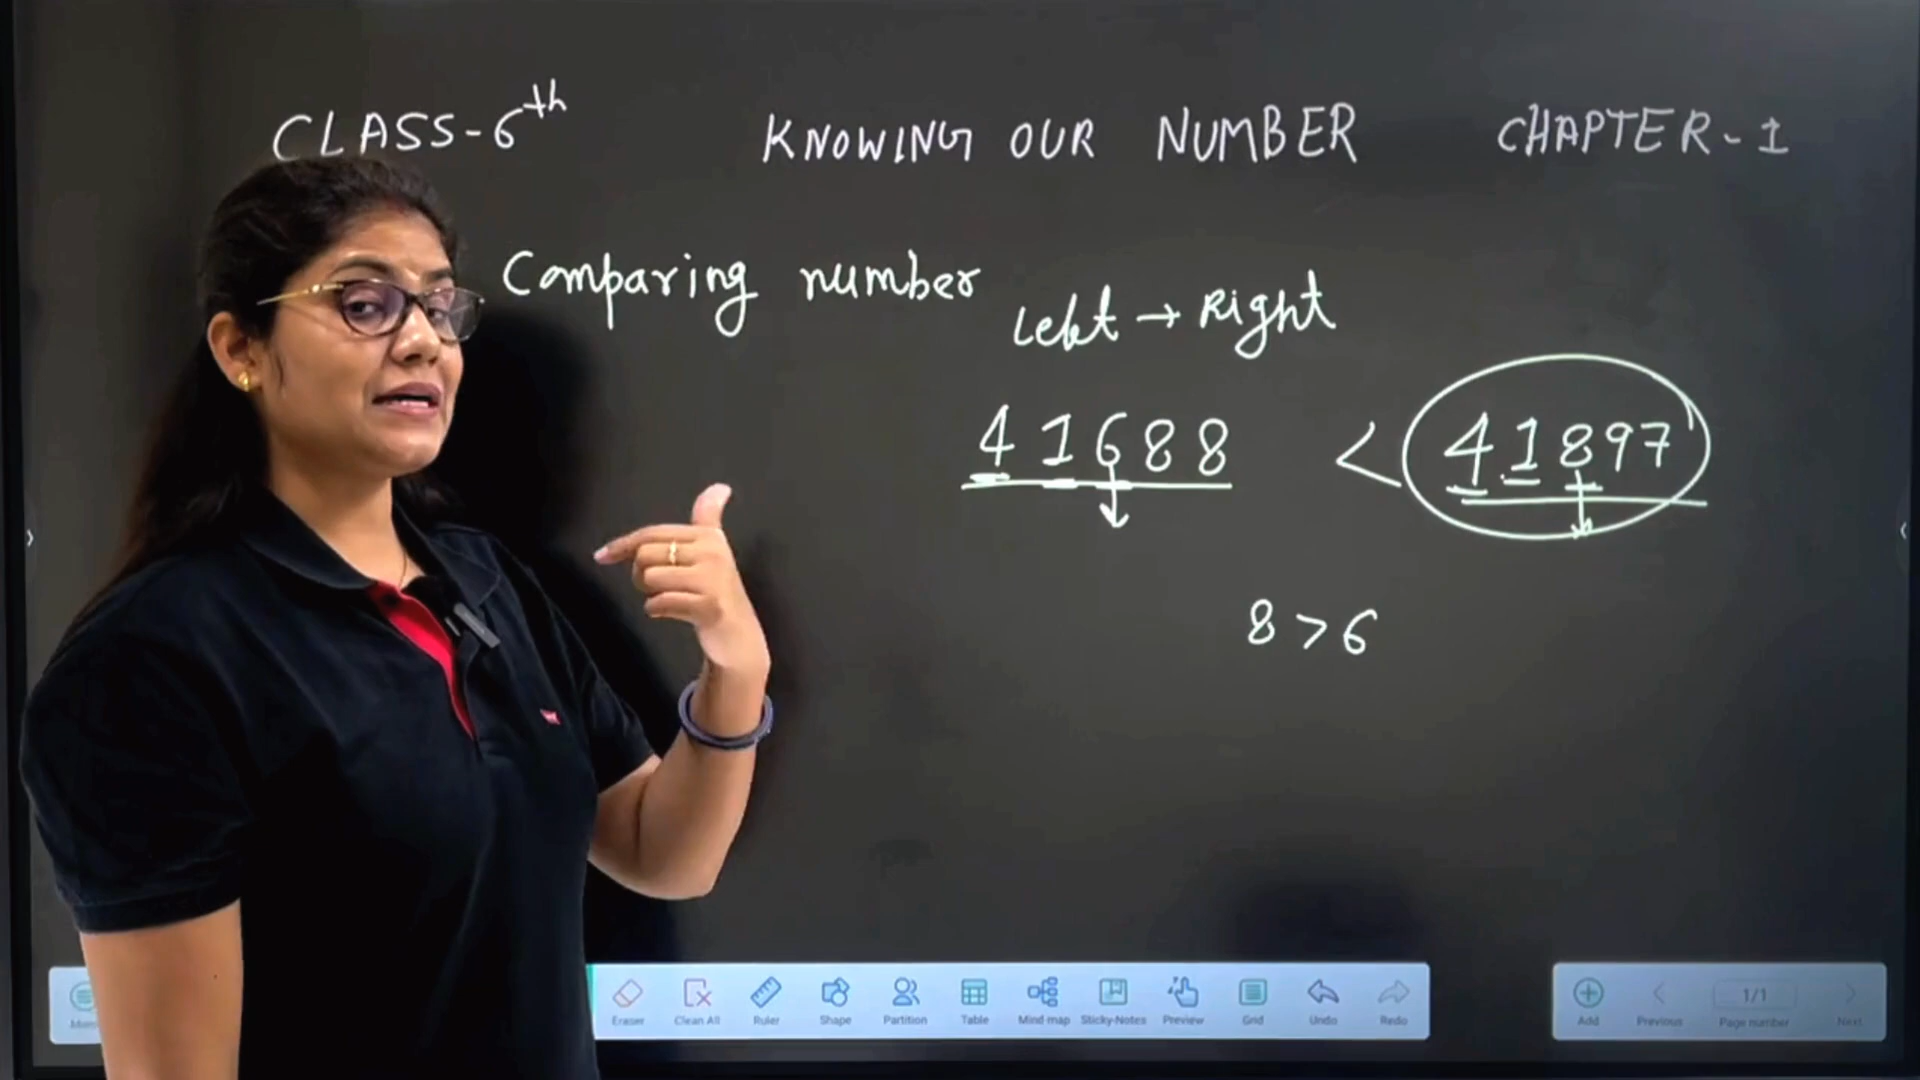 CLASS-6th KNOWING OUR NUMBER CHAPTER-1
Comparing number
Left → Right
41688 < 41897
8 > 6
Eraser Clean All Ruler Shape Partition Table Mind map Sticky-Notes Preview Grid Undo Redo
Add Previous 1/1 Page number Next